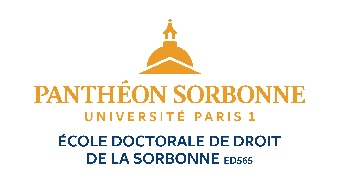 PANTHÉON SORBONNE
UNIVERSITÉ PARIS 1
ÉCOLE DOCTORALE DE DROIT
DE LA SORBONNE ED565